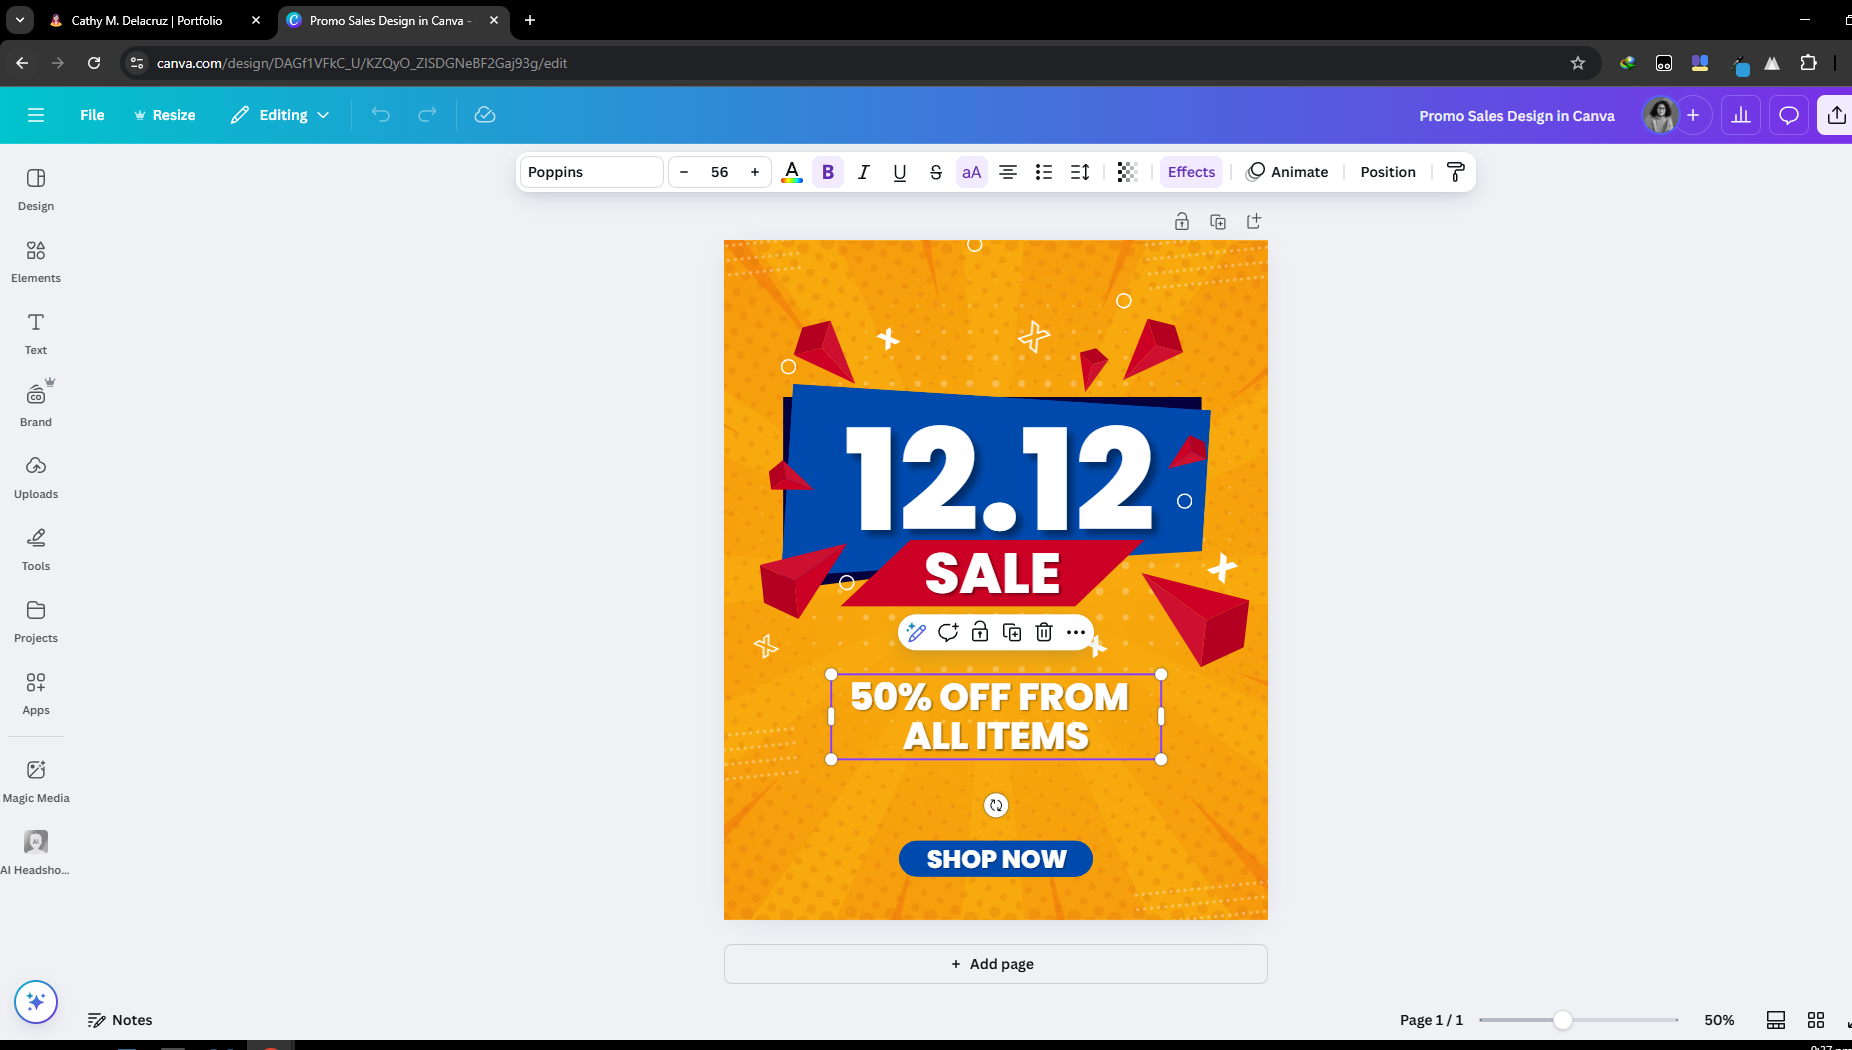 Cathy M. Delacruz | Portfolio
Promo Sales Design in Canva -
canva.com/design/DAGf1VFkC_U/KZQyO_ZISDGNeBF2Gaj93g/edit
File
Resize
Editing
Promo Sales Design in Canva
Poppins
– 56 +
A
B
I
U
S
aA
Effects
Animate
Position
Design
Elements
Text
Brand
Uploads
Tools
Projects
Apps
Magic Media
AI Headsho...
12.12
SALE
50% OFF FROM
ALL ITEMS
SHOP NOW
+ Add page
Notes
Page 1 / 1
50%